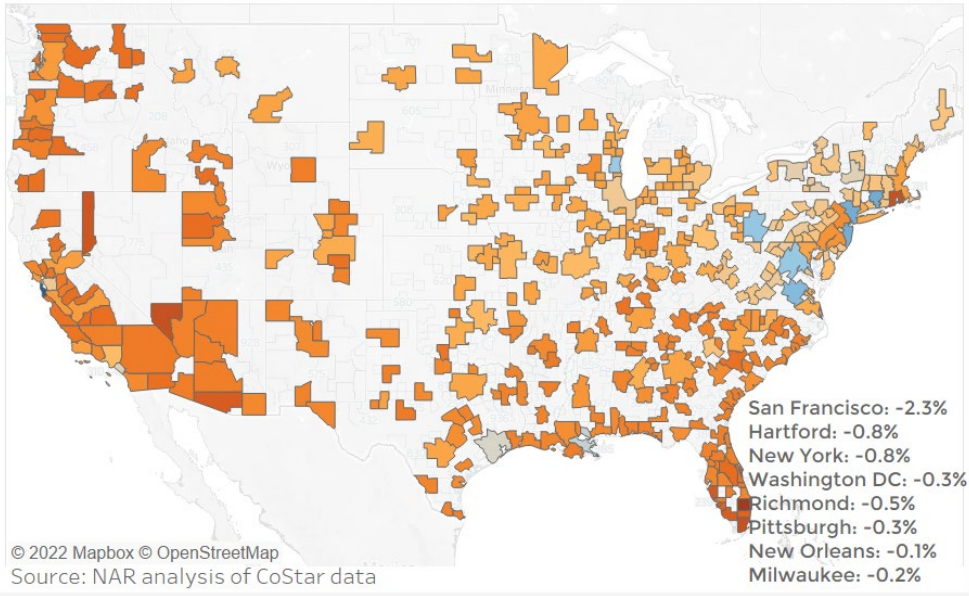 San Francisco: -2.3%
Hartford: -0.8%
New York: -0.8%
Washington DC: -0.3%
Richmond: -0.5%
Pittsburgh: -0.3%
New Orleans: -0.1%
Milwaukee: -0.2%
© 2022 Mapbox © OpenStreetMap
Source: NAR analysis of CoStar data